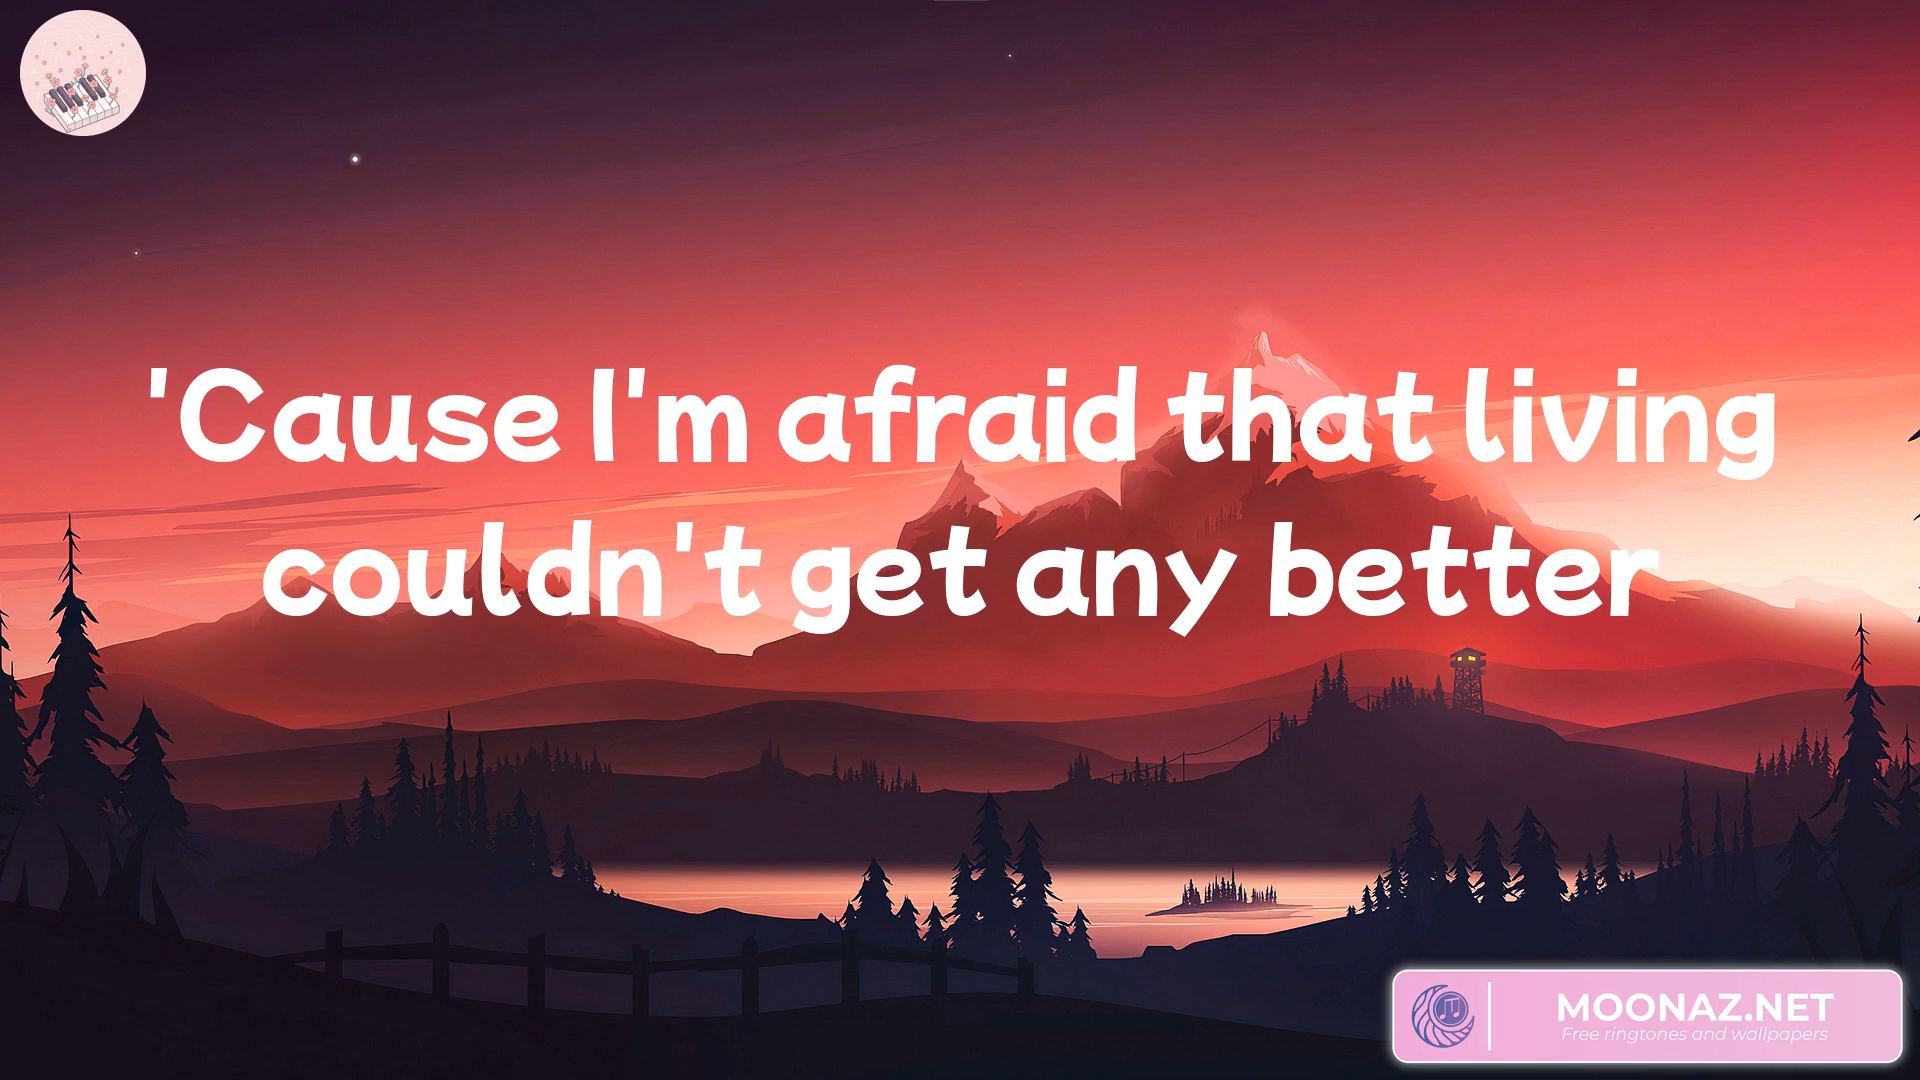 'Cause I'm afraid that living
couldn't get any better
MOONAZ.NET
Free ringtones and wallpapers